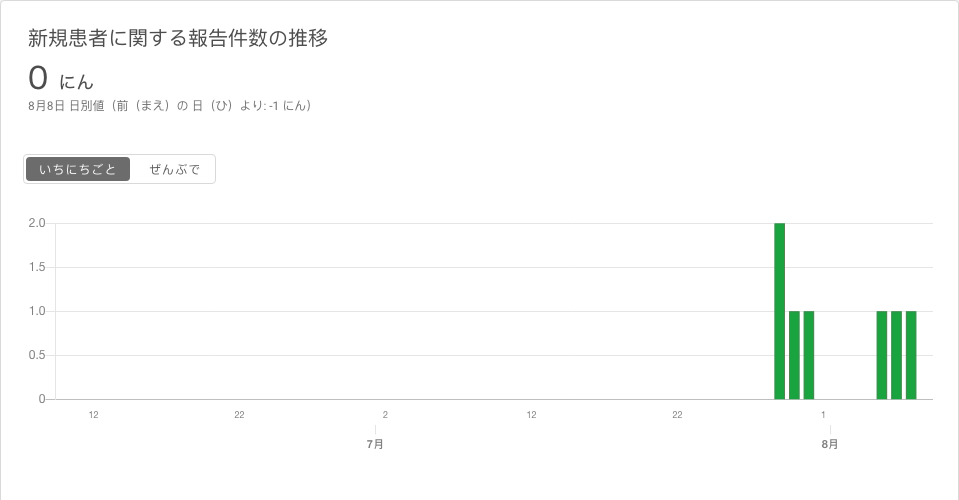 新規患者に関する報告件数の推移
0 にん
8月8日 日別値（前（まえ）の 日（ひ）より: -1 にん）
いちにちごと ぜんぶで
2.0
1.5
1.0
0.5
0
12 22 2 12 22 1
7月 8月